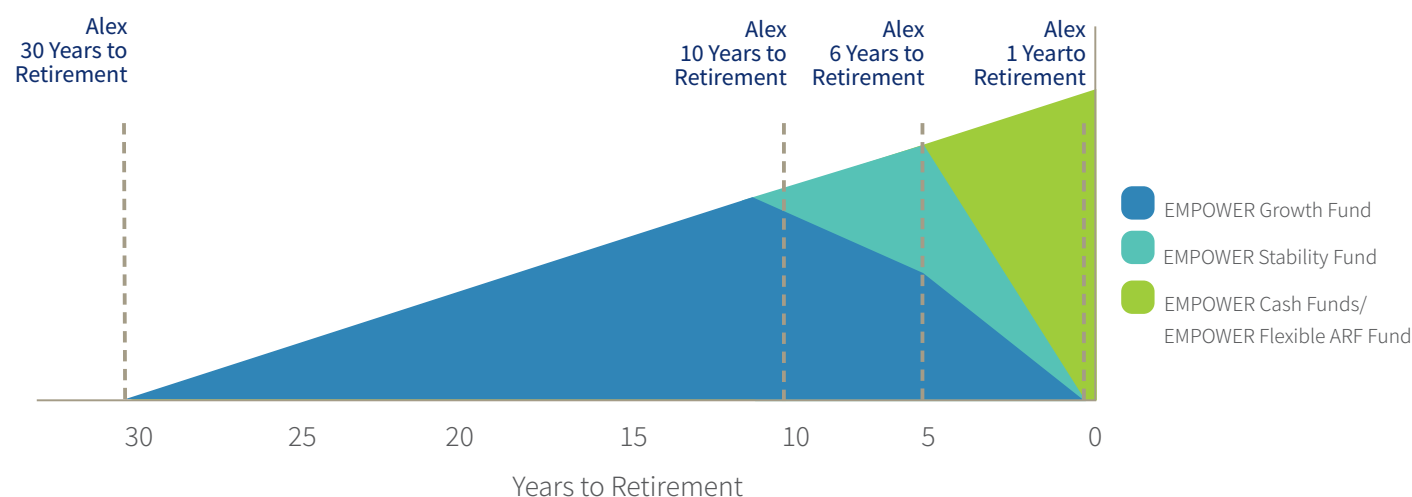 Alex
30 Years to
Retirement
Alex
10 Years to
Retirement
Alex
6 Years to
Retirement
Alex
1 Yearto
Retirement
EMPOWER Growth Fund
EMPOWER Stability Fund
EMPOWER Cash Funds/
EMPOWER Flexible ARF Fund
30
25
20
15
10
5
0
Years to Retirement